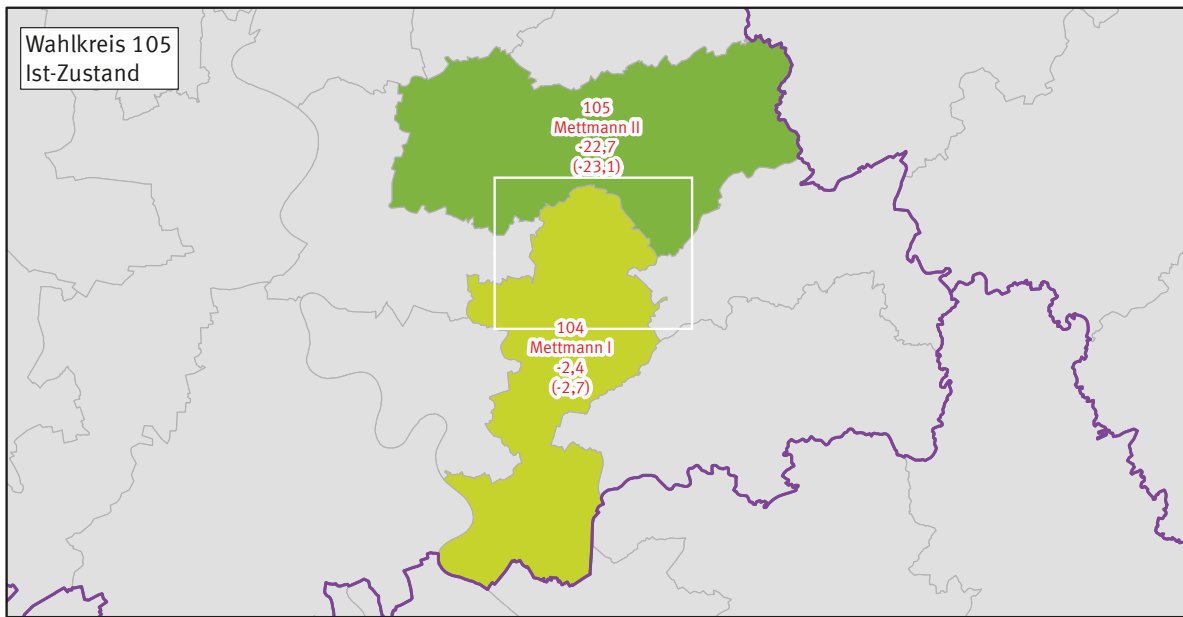 Wahlkreis 105
Ist-Zustand
105
Mettmann II
-22,7
(-23,1)
104
Mettmann I
-2,4
(-2,7)